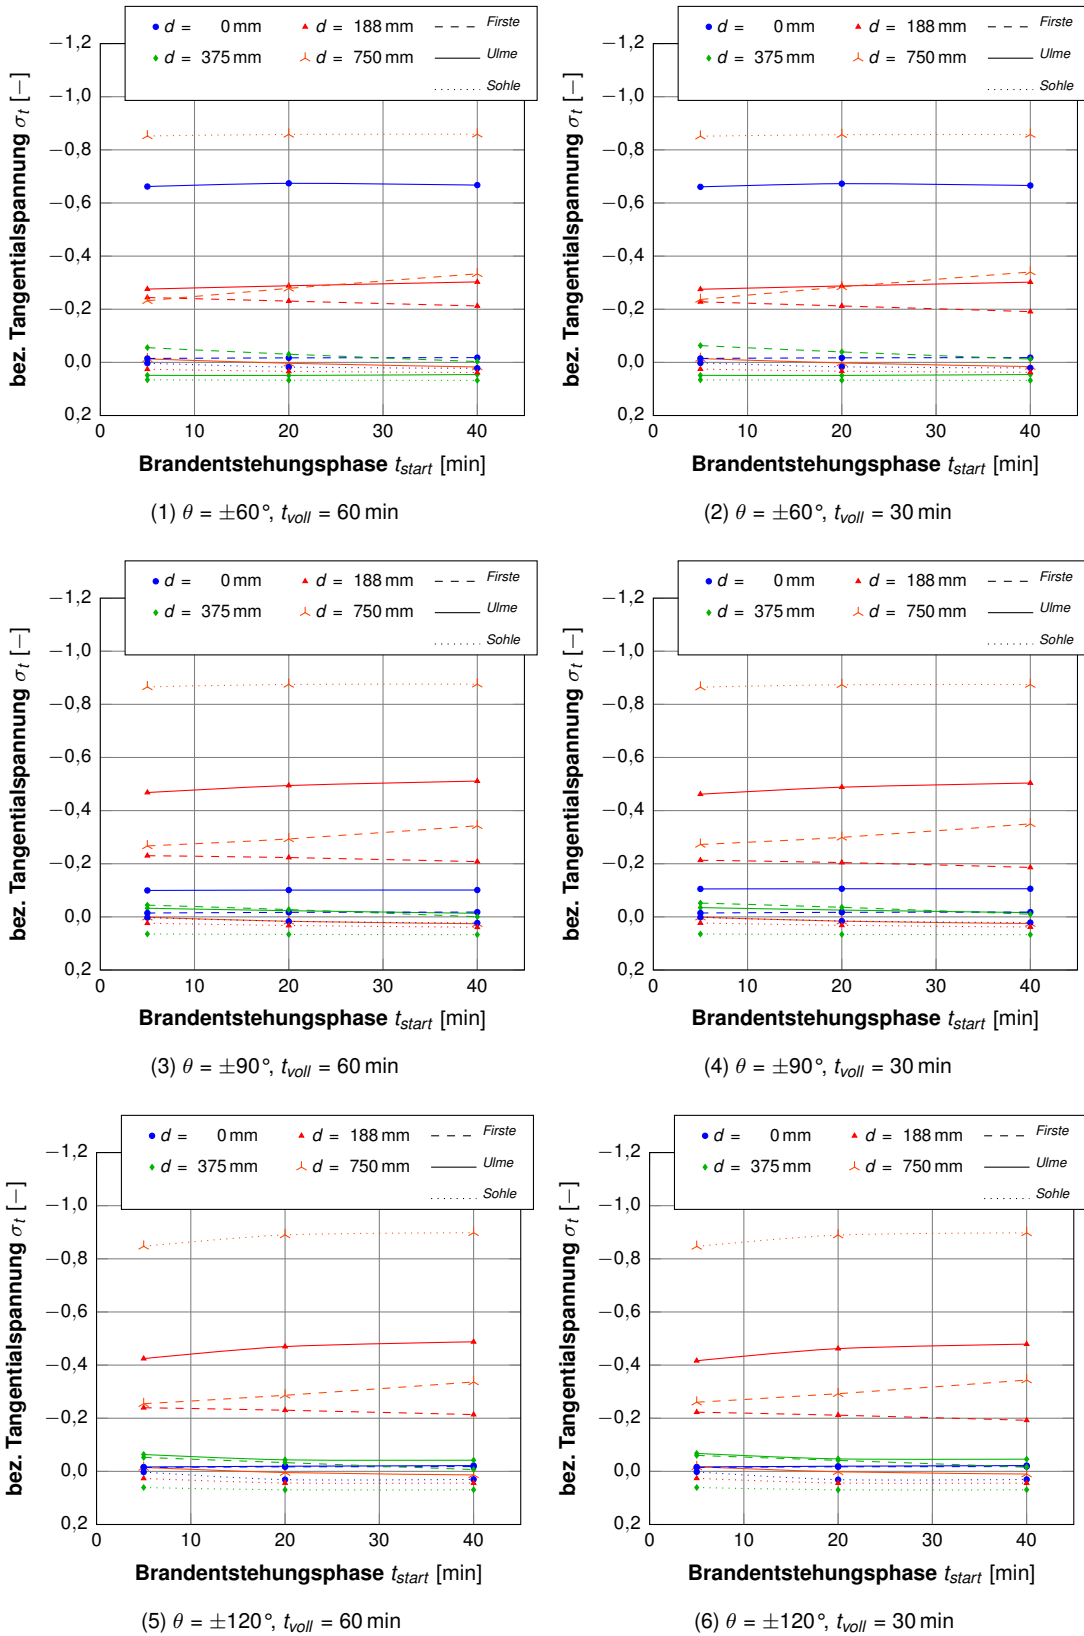 d = 0 mm d = 188 mm Firste
d = 375 mm d = 750 mm Ulme
Sohle
−1,2
−1,0
−0,8
−0,6
−0,4
−0,2
0,0
0,2
0 10 20 30 40
bez. Tangentialspannung σt [−]
Brandentstehungsphase tstart [min]
(1) θ = ±60°, tvoll = 60 min
d = 0 mm d = 188 mm Firste
d = 375 mm d = 750 mm Ulme
Sohle
−1,2
−1,0
−0,8
−0,6
−0,4
−0,2
0,0
0,2
0 10 20 30 40
bez. Tangentialspannung σt [−]
Brandentstehungsphase tstart [min]
(2) θ = ±60°, tvoll = 30 min
d = 0 mm d = 188 mm Firste
d = 375 mm d = 750 mm Ulme
Sohle
−1,2
−1,0
−0,8
−0,6
−0,4
−0,2
0,0
0,2
0 10 20 30 40
bez. Tangentialspannung σt [−]
Brandentstehungsphase tstart [min]
(3) θ = ±90°, tvoll = 60 min
d = 0 mm d = 188 mm Firste
d = 375 mm d = 750 mm Ulme
Sohle
−1,2
−1,0
−0,8
−0,6
−0,4
−0,2
0,0
0,2
0 10 20 30 40
bez. Tangentialspannung σt [−]
Brandentstehungsphase tstart [min]
(4) θ = ±90°, tvoll = 30 min
d = 0 mm d = 188 mm Firste
d = 375 mm d = 750 mm Ulme
Sohle
−1,2
−1,0
−0,8
−0,6
−0,4
−0,2
0,0
0,2
0 10 20 30 40
bez. Tangentialspannung σt [−]
Brandentstehungsphase tstart [min]
(5) θ = ±120°, tvoll = 60 min
d = 0 mm d = 188 mm Firste
d = 375 mm d = 750 mm Ulme
Sohle
−1,2
−1,0
−0,8
−0,6
−0,4
−0,2
0,0
0,2
0 10 20 30 40
bez. Tangentialspannung σt [−]
Brandentstehungsphase tstart [min]
(6) θ = ±120°, tvoll = 30 min